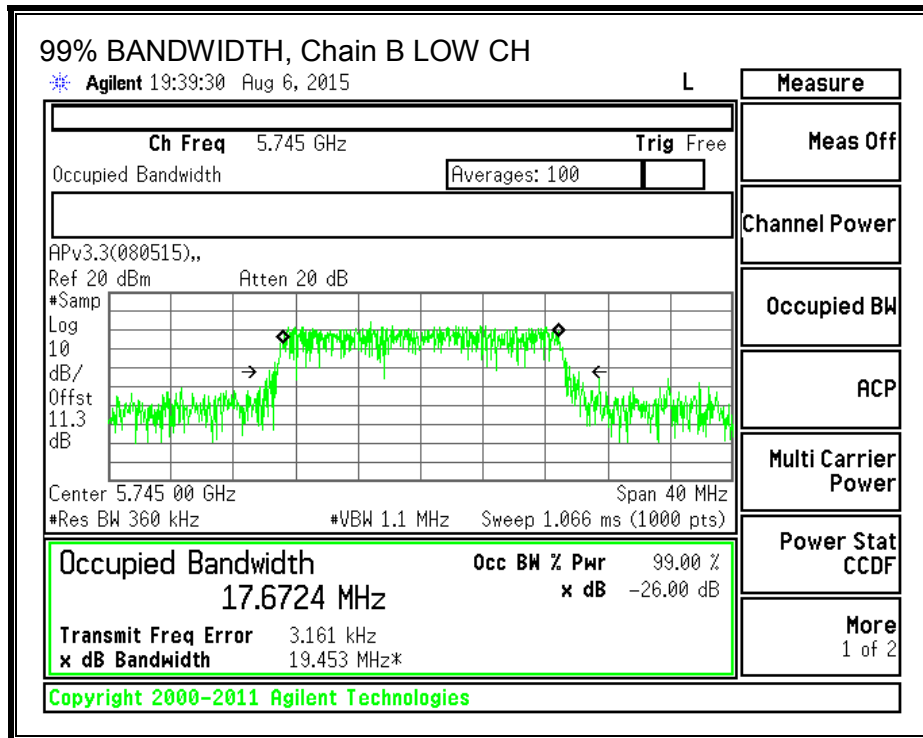 99% BANDWIDTH, Chain B LOW CH
Agilent 19:39:30 Aug 6, 2015 L
Measure
Ch Freq 5.745 GHz Trig Free
Meas Off
Occupied Bandwidth Averages: 100
Channel Power
APv3.3(080515),,
Ref 20 dBm Atten 20 dB
#Samp
Log
10
dB/
Offst
11.3
dB
Occupied BW
ACP
Multi Carrier
Power
Center 5.745 00 GHz Span 40 MHz
#Res BW 360 kHz #VBW 1.1 MHz Sweep 1.066 ms (1000 pts)
Power Stat
CCDF
Occupied Bandwidth Occ BW % Pwr 99.00 %
17.6724 MHz x dB -26.00 dB
Transmit Freq Error 3.161 kHz
x dB Bandwidth 19.453 MHz*
More
1 of 2
Copyright 2000-2011 Agilent Technologies